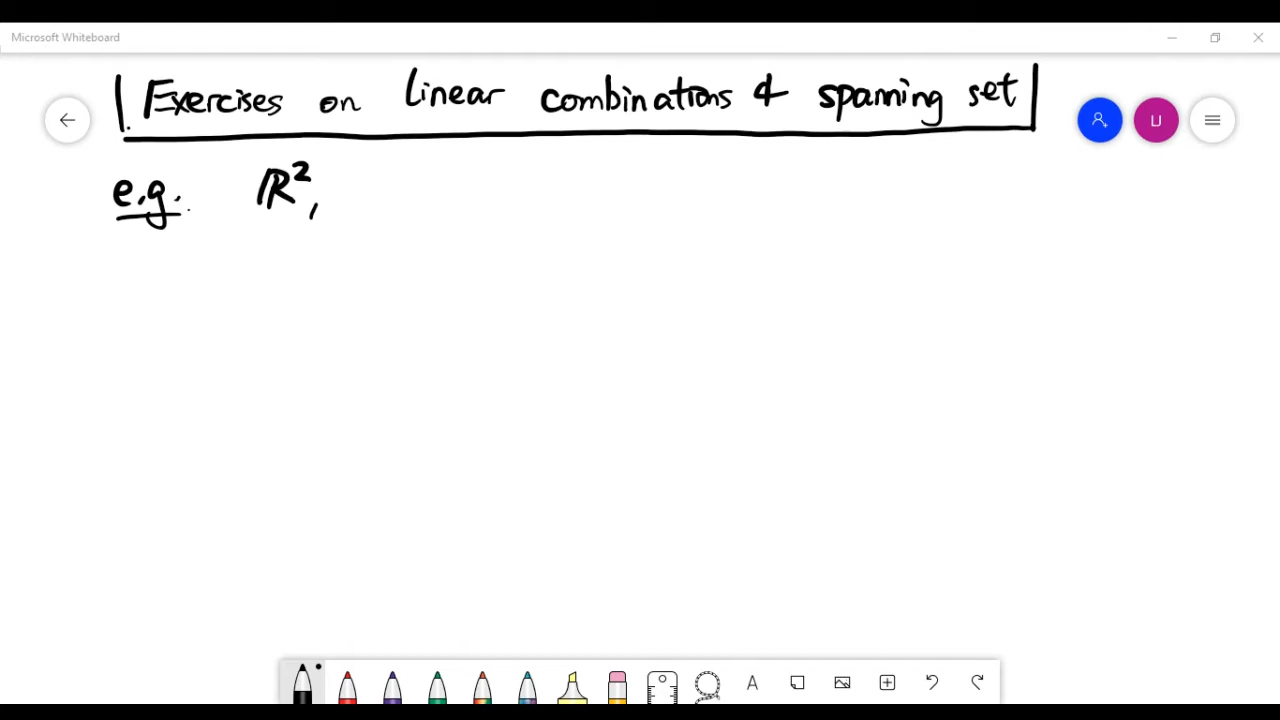 Microsoft Whiteboard
Exercises on Linear combinations & spanning set
e.g. ℝ²,
U
A